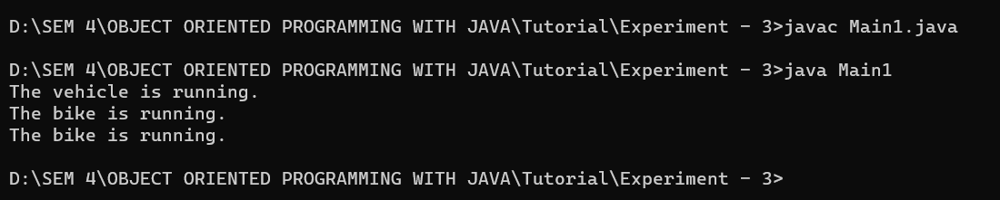 D:\SEM 4\OBJECT ORIENTED PROGRAMMING WITH JAVA\Tutorial\Experiment - 3>javac Main1.java
D:\SEM 4\OBJECT ORIENTED PROGRAMMING WITH JAVA\Tutorial\Experiment - 3>java Main1
The vehicle is running.
The bike is running.
The bike is running.
D:\SEM 4\OBJECT ORIENTED PROGRAMMING WITH JAVA\Tutorial\Experiment - 3>